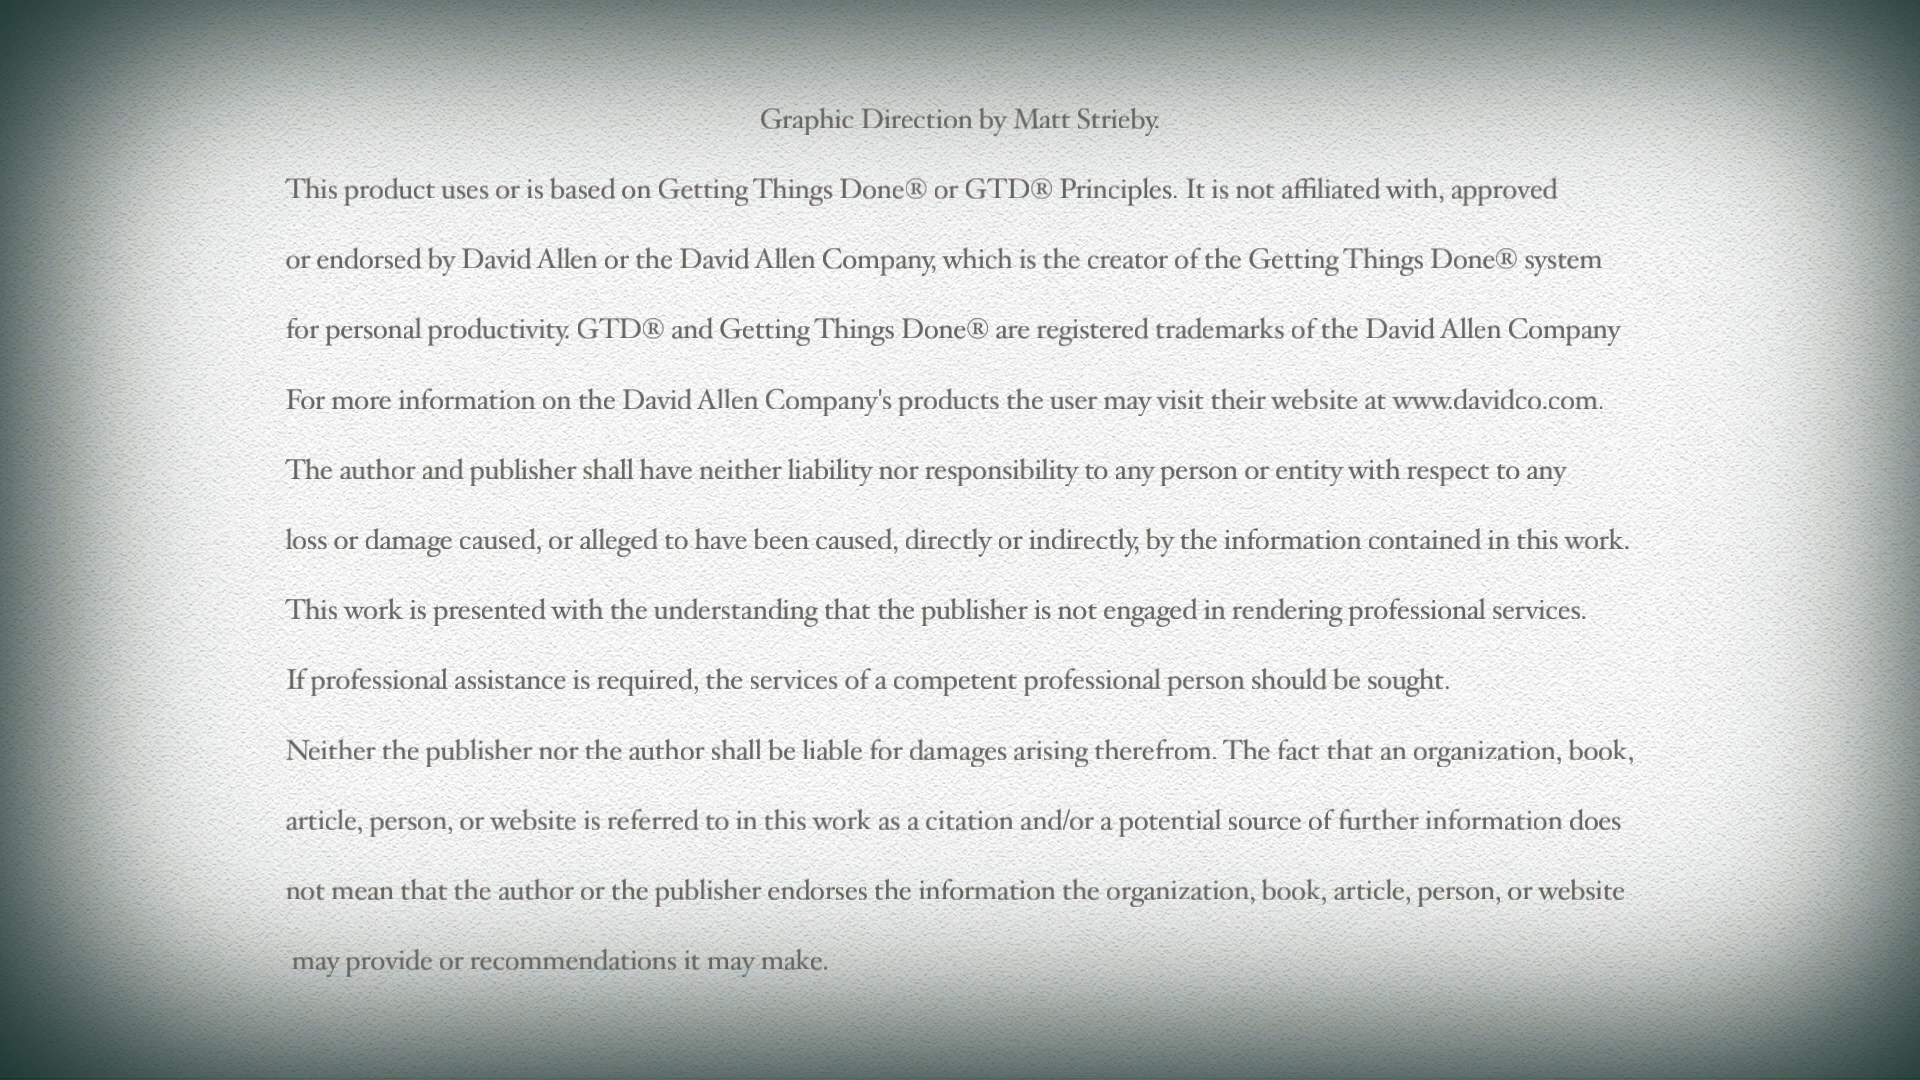 Graphic Direction by Matt Strieby.
This product uses or is based on Getting Things Done® or GTD® Principles. It is not affiliated with, approved
or endorsed by David Allen or the David Allen Company, which is the creator of the Getting Things Done® system
for personal productivity. GTD® and Getting Things Done® are registered trademarks of the David Allen Company
For more information on the David Allen Company's products the user may visit their website at www.davidco.com.
The author and publisher shall have neither liability nor responsibility to any person or entity with respect to any
loss or damage caused, or alleged to have been caused, directly or indirectly, by the information contained in this work.
This work is presented with the understanding that the publisher is not engaged in rendering professional services.
If professional assistance is required, the services of a competent professional person should be sought.
Neither the publisher nor the author shall be liable for damages arising therefrom. The fact that an organization, book,
article, person, or website is referred to in this work as a citation and/or a potential source of further information does
not mean that the author or the publisher endorses the information the organization, book, article, person, or website
may provide or recommendations it may make.